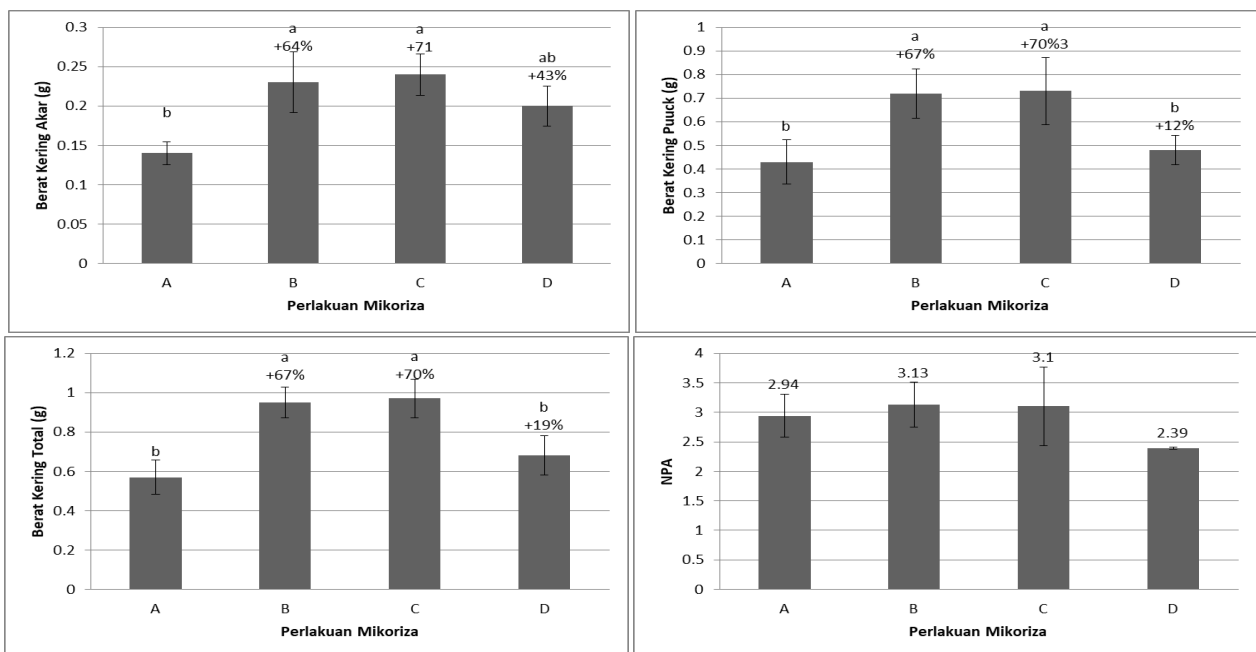 Berat Kering Akar (g)
0.3
0.25
0.2
0.15
0.1
0.05
0
b
a
+64%
a
+71
ab
+43%
A B C D
Perlakuan Mikoriza
Berat Kering Puuck (g)
1
0.9
0.8
0.7
0.6
0.5
0.4
0.3
0.2
0.1
0
b
a
+67%
a
+70%3
b
+12%
A B C D
Perlakuan Mikoriza
Berat Kering Total (g)
1.2
1
0.8
0.6
0.4
0.2
0
b
a
+67%
a
+70%
b
+19%
A B C D
Perlakuan Mikoriza
NPA
4
3.5
3
2.5
2
1.5
1
0.5
0
2.94
3.13
3.1
2.39
A B C D
Perlakuan Mikoriza